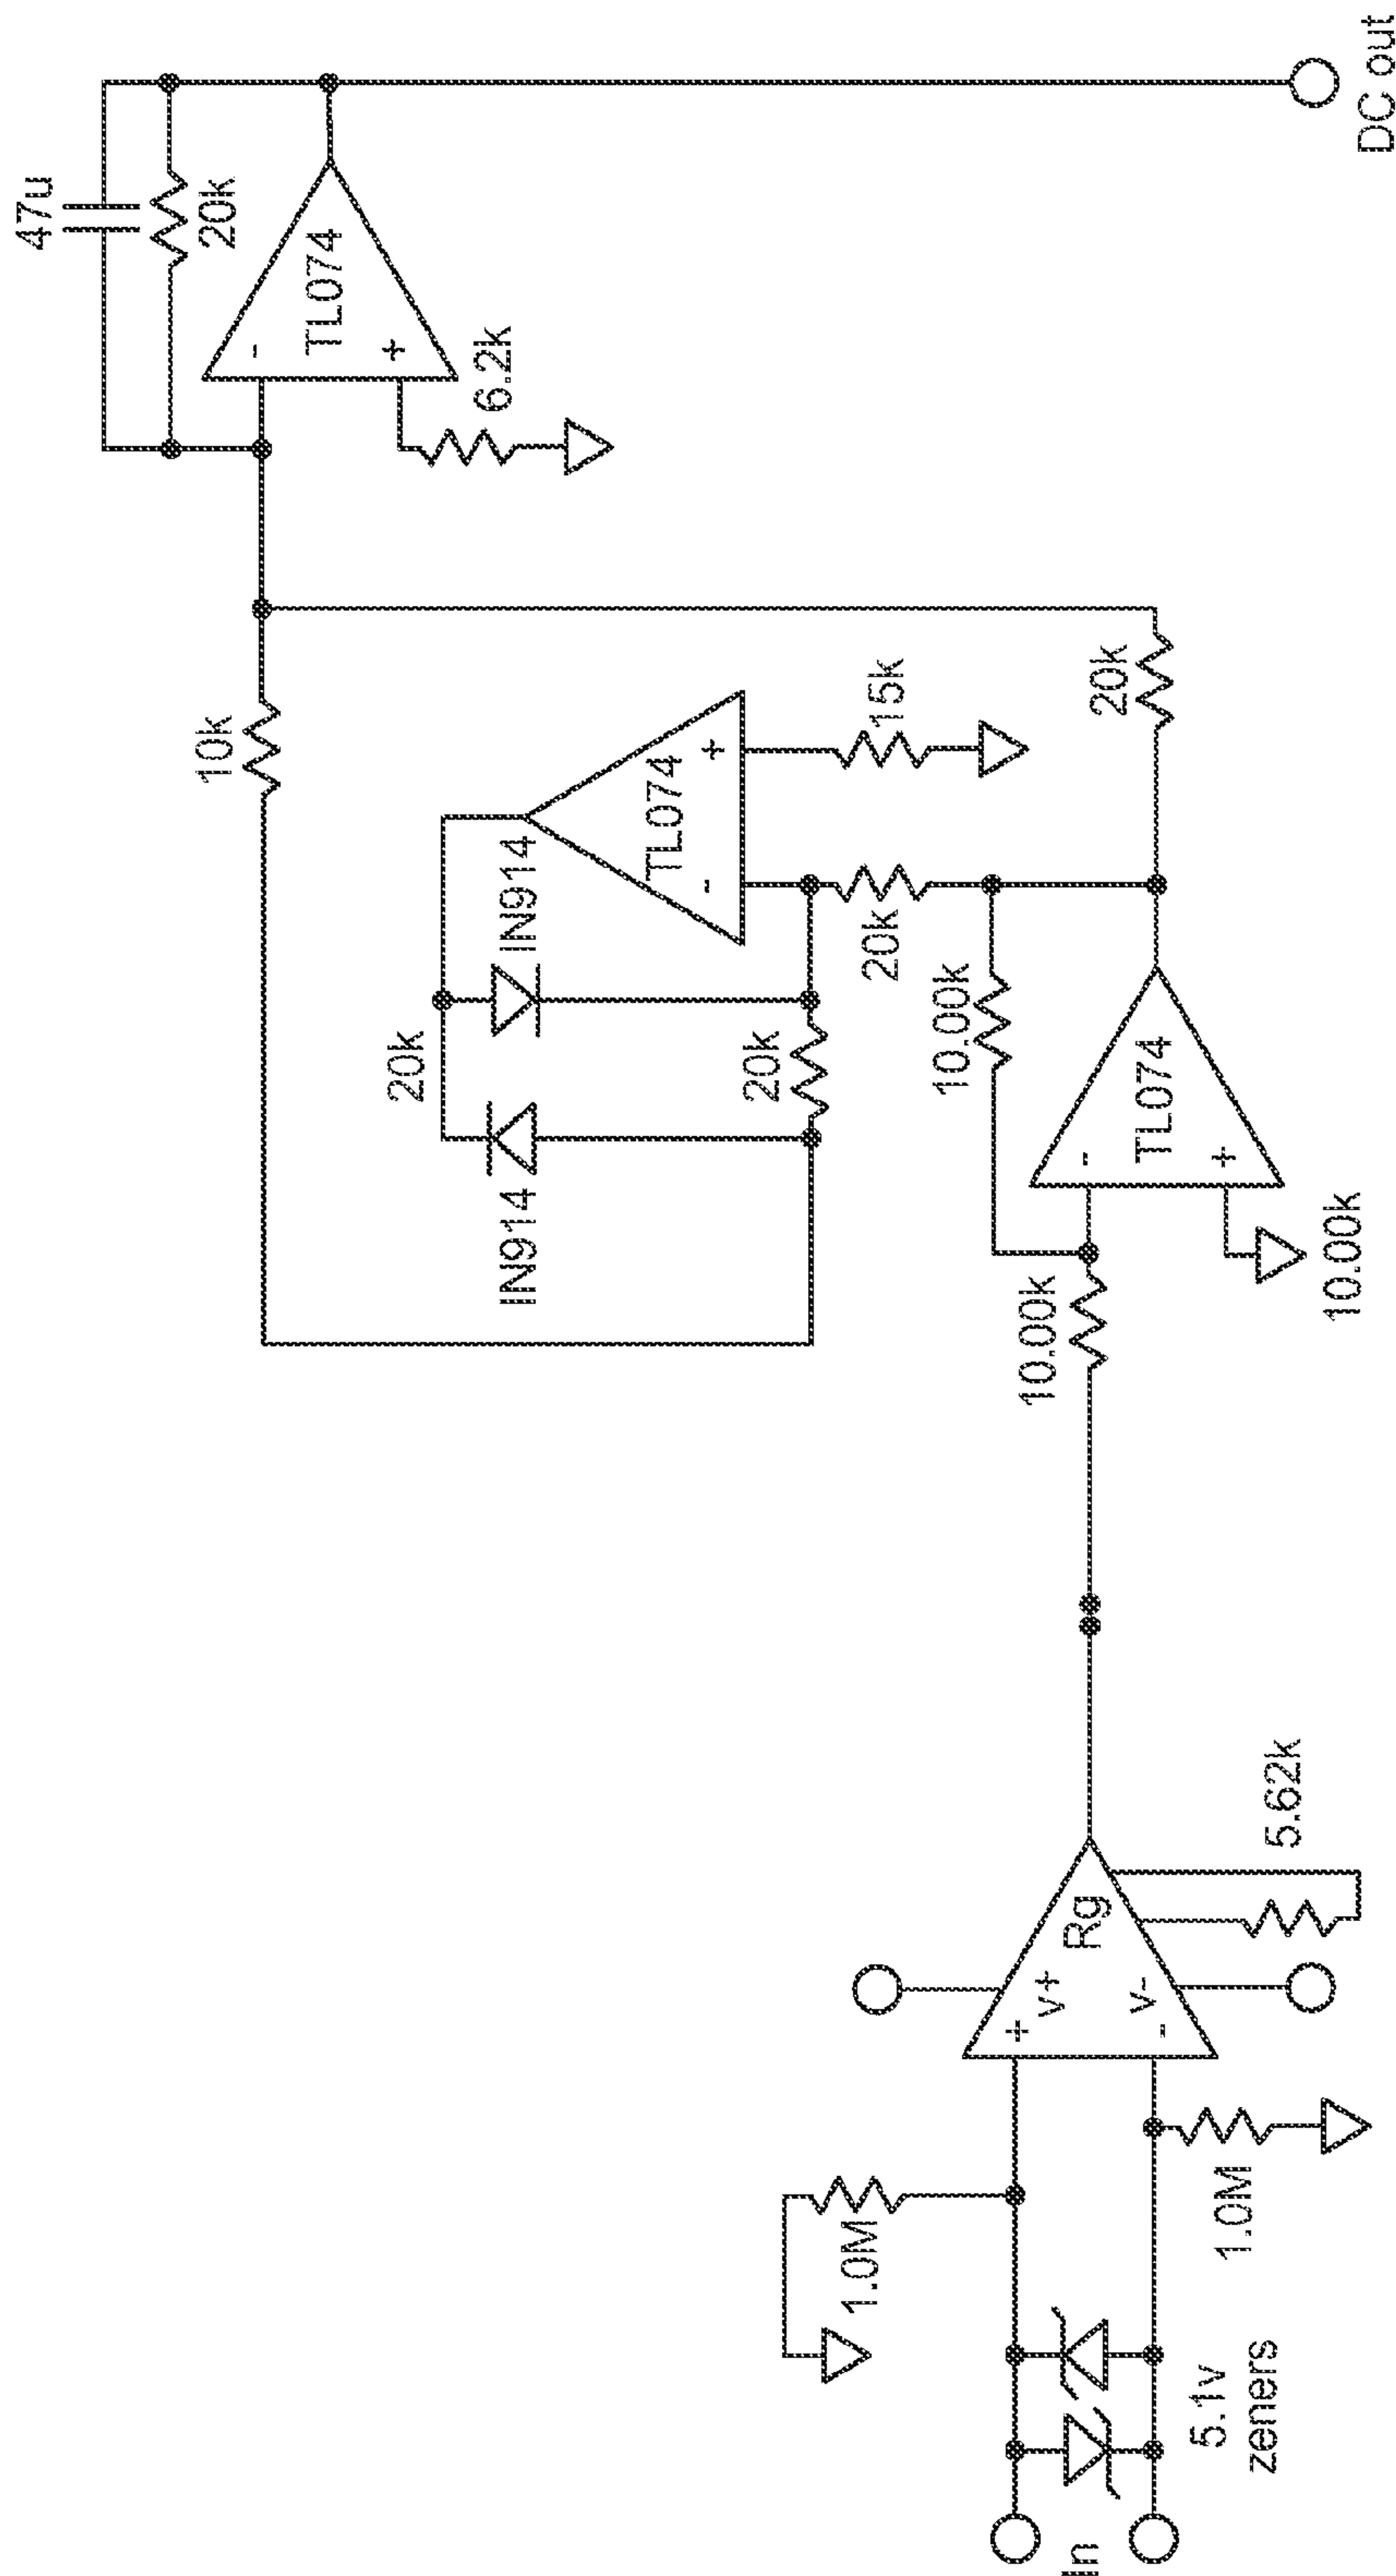 47u
20k
-
TL074
+
6.2k
DC out
10k
20k
IN914
IN914
-
TL074
+
15k
20k
20k
20k
10.00k
10.00k
-
TL074
+
10.00k
+
v+
Rg
v-
-
5.62k
1.0M
1.0M
In
5.1v
zeners